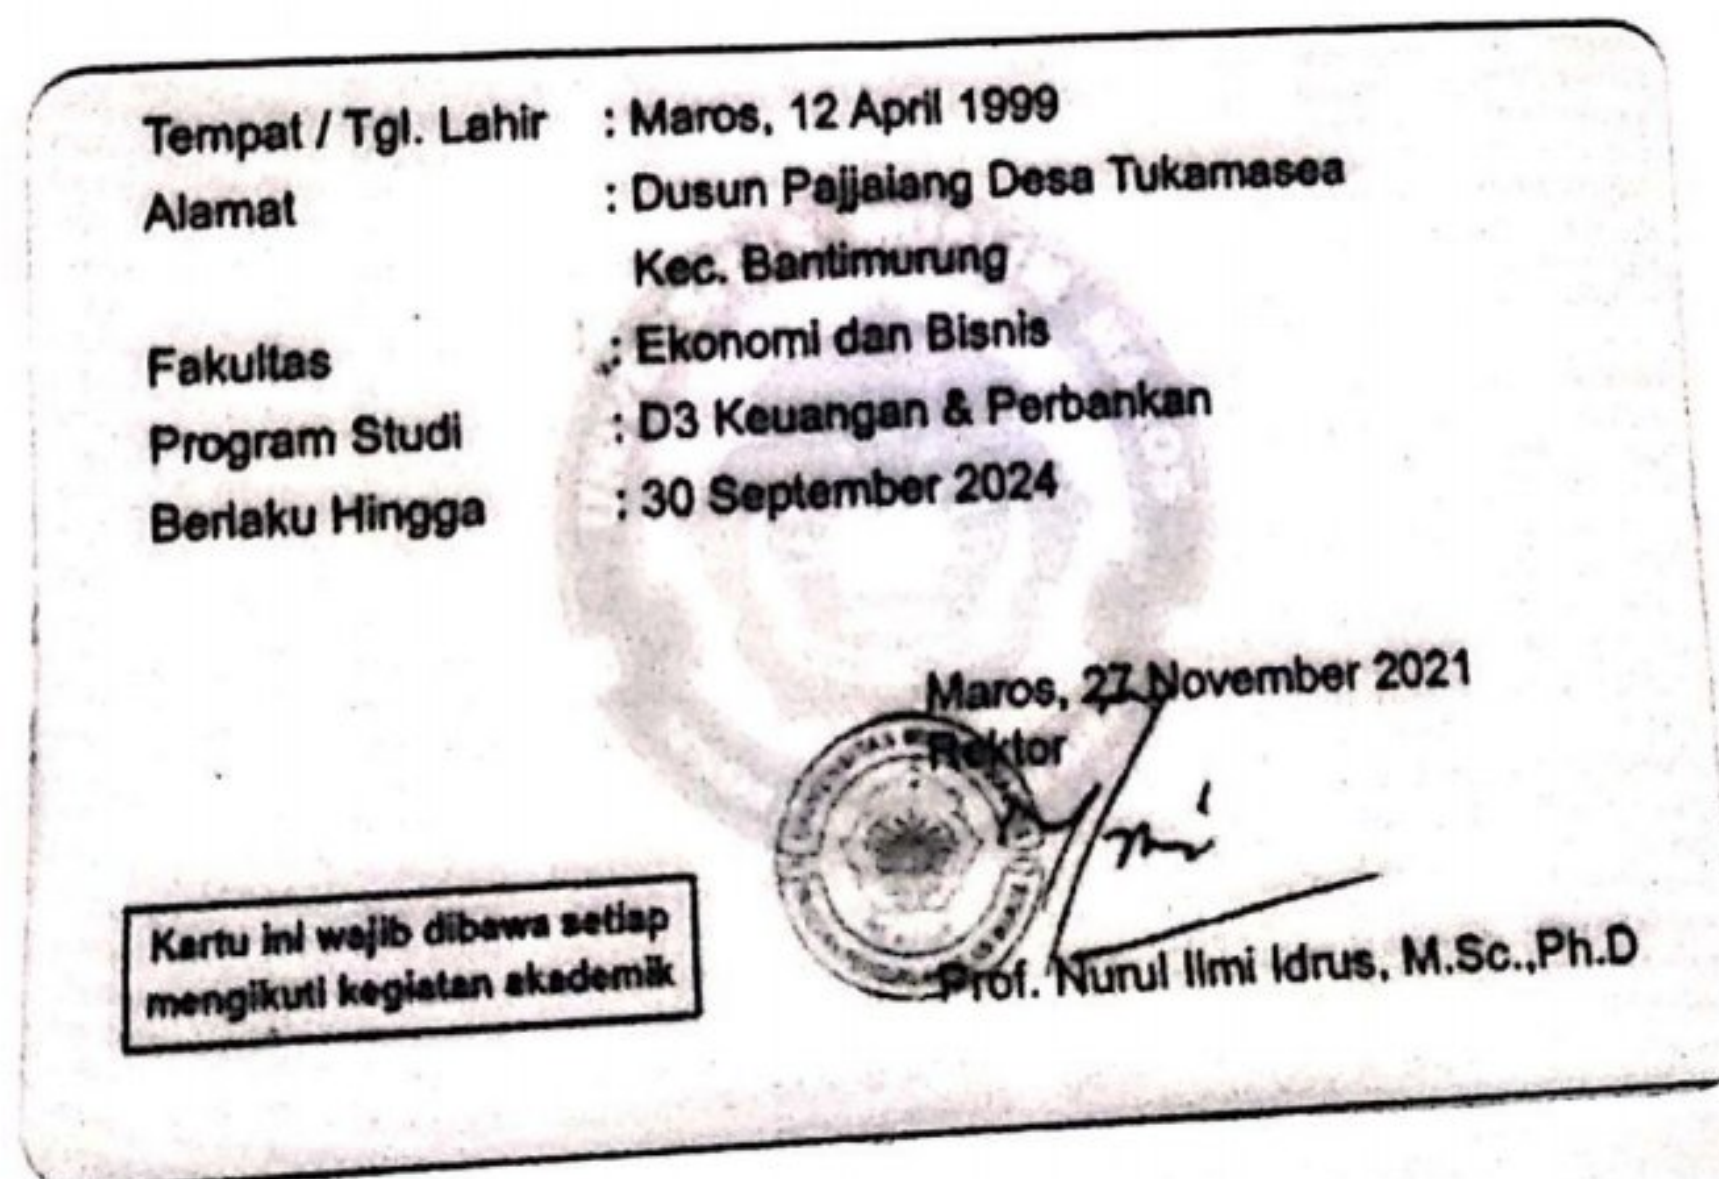 Tempat / Tgl. Lahir : Maros, 12 April 1999
Alamat : Dusun Pajjaiang Desa Tukamasea
Kec. Bantimurung
Fakultas : Ekonomi dan Bisnis
Program Studi : D3 Keuangan & Perbankan
Berlaku Hingga : 30 September 2024
Maros, 27 November 2021
Rektor
Prof. Nurul Ilmi Idrus, M.Sc.,Ph.D
Kartu ini wajib dibawa setiap
mengikuti kegiatan akademik